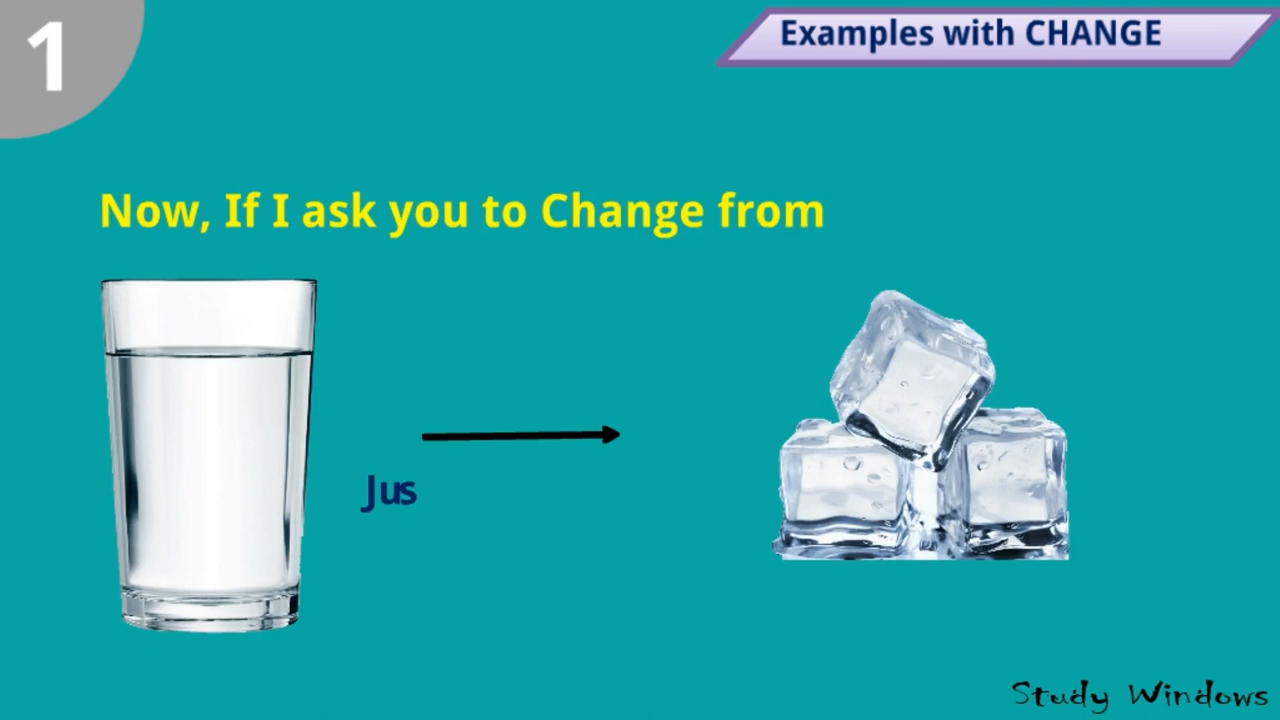 1
Examples with CHANGE
Now, If I ask you to Change from
Jus
Study Windows